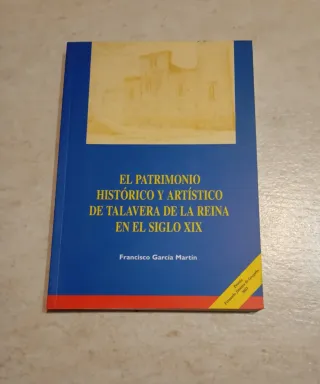 EL PATRIMONIO
HISTÓRICO Y ARTÍSTICO
DE TALAVERA DE LA REINA
EN EL SIGLO XIX
Francisco García Martín